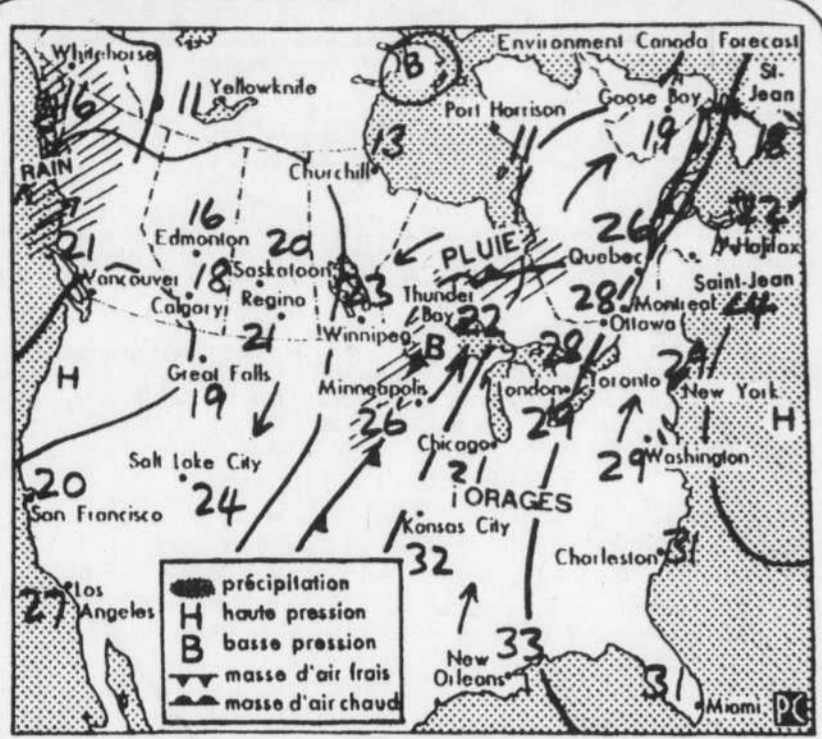 Environment Canada Forecast
Whitehorse
B
16
11
Yellowknife
Port Harrison
Goose Bay
St-
Jean
19
18
13
11
RAIN
Churchill
16
20
26
22
21
Edmonton
PLUIE
Quebec
Halifax
Vancouver
18
Saskatoon
23
Thunder
Bay
Saint-Jean
Calgary
Regina
28
Montreal
24
21
Winnipeg
22
Ottawa
B
28
H
Great Falls
Minneapolis
London
Toronto
New York
19
26
29
H
Chicago
Salt Lake City
29
Washington
20
24
ORAGES
San Francisco
Kansas City
32
Charleston
31
27
Los
Angeles
précipitation
H haute pression
B basse pression
masse d'air frais
masse d'air chaud
33
New
Orleans
31
Miami
PC